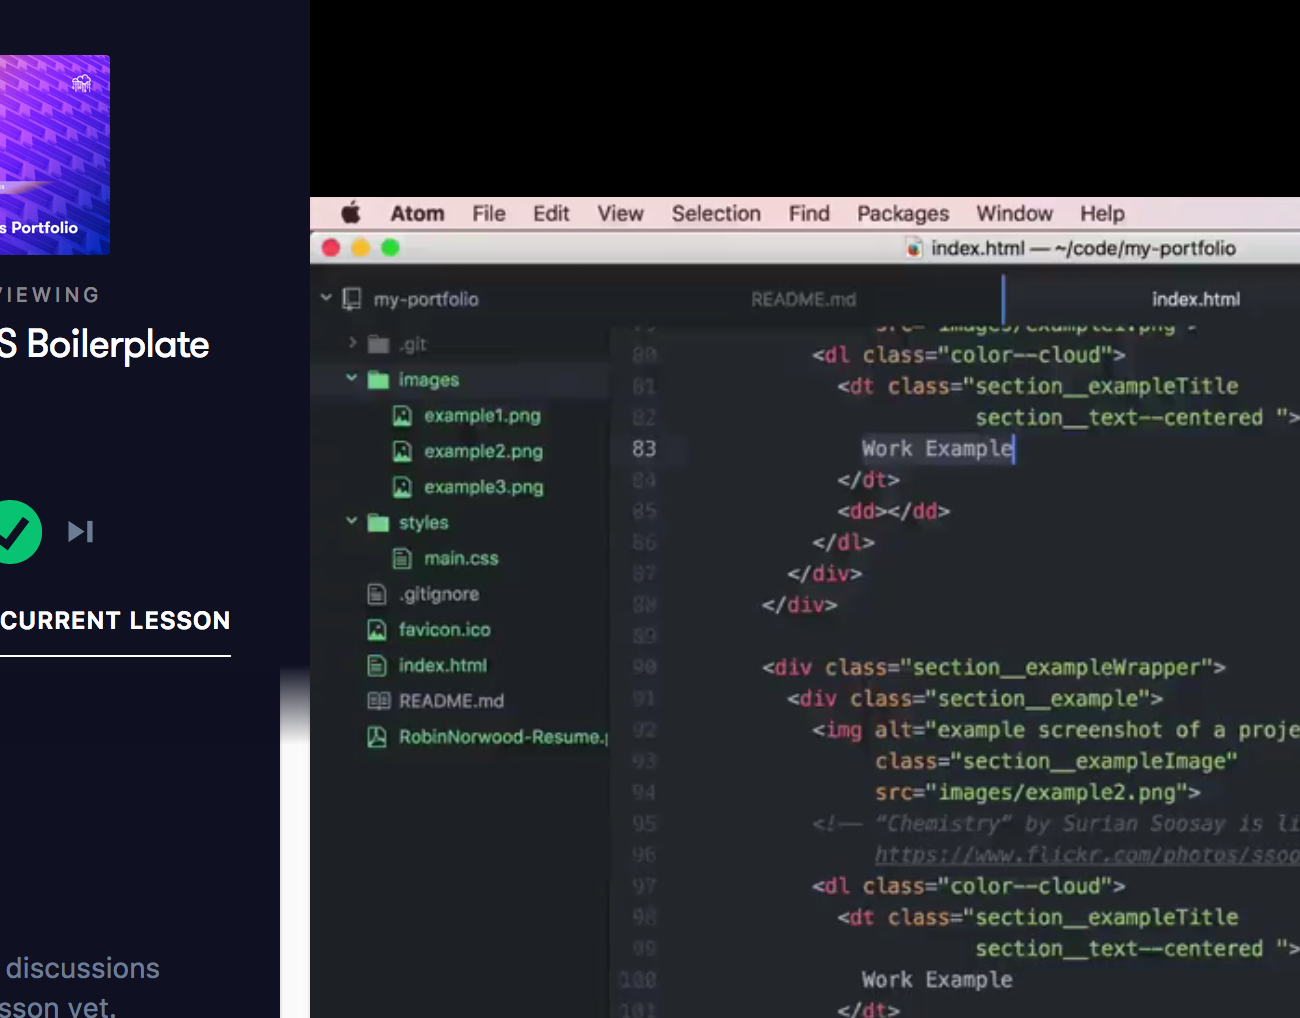 s Portfolio
VIEWING
S Boilerplate
CURRENT LESSON
discussions
sson yet.
Atom File Edit View Selection Find Packages Window Help
index.html — ~/code/my-portfolio
my-portfolio
.git
images
example1.png
example2.png
example3.png
styles
main.css
.gitignore
favicon.ico
index.html
README.md
RobinNorwood-Resume.p
README.md index.html
src="images/example1.png">
80 <dl class="color--cloud">
81 <dt class="section__exampleTitle
82 section__text--centered ">
83 Work Example
84 </dt>
85 <dd></dd>
86 </dl>
87 </div>
88 </div>
89
90 <div class="section__exampleWrapper">
91 <div class="section__example">
92 <img alt="example screenshot of a proje
93 class="section__exampleImage"
94 src="images/example2.png">
95 <!-- “Chemistry” by Surian Soosay is li
96 https://www.flickr.com/photos/ssoo
97 <dl class="color--cloud">
98 <dt class="section__exampleTitle
99 section__text--centered ">
100 Work Example
101 </dt>